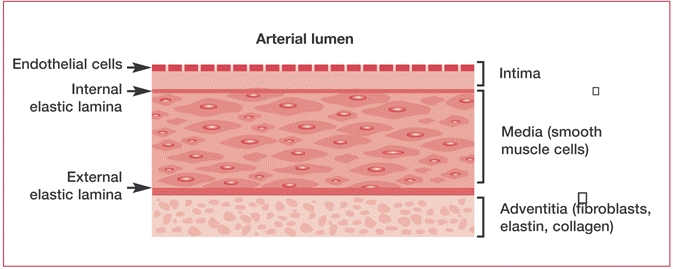 Arterial lumen
Endothelial cells
Internal
elastic lamina
External
elastic lamina
Intima
Media (smooth
muscle cells)
Adventitia (fibroblasts,
elastin, collagen)